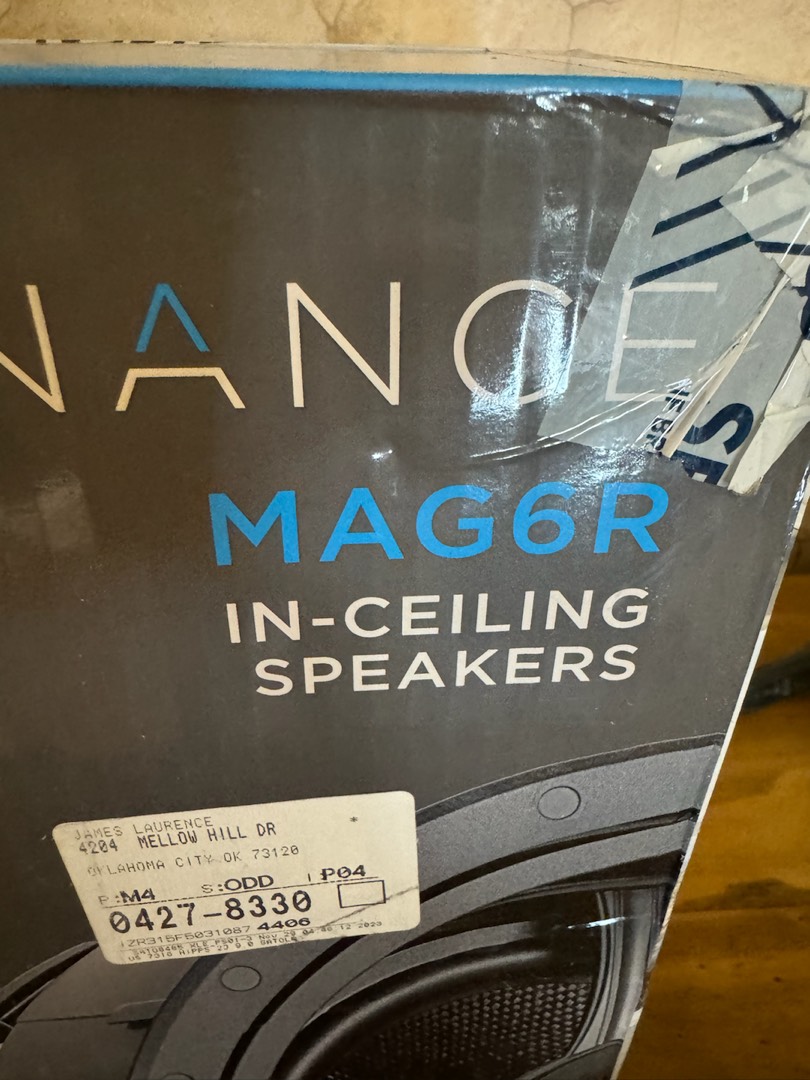 NANCE
MAG6R
IN-CEILING
SPEAKERS
JAMES LAURENCE
4204 MELLOW HILL DR
OKLAHOMA CITY OK 73120
P:M4 S:ODD I P04
0427-8330
4406